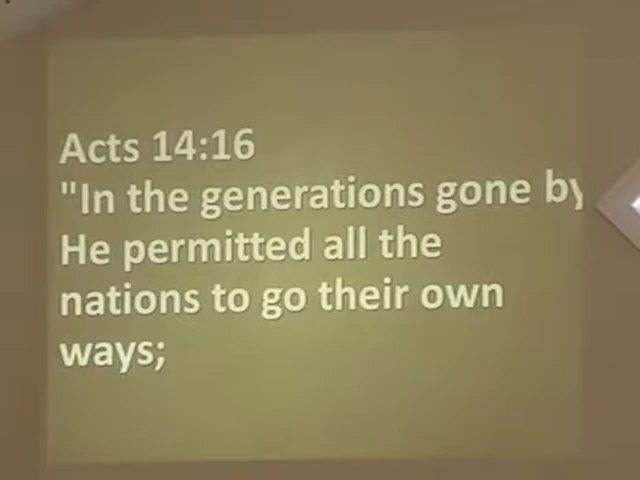 Acts 14:16
"In the generations gone by
He permitted all the
nations to go their own
ways;